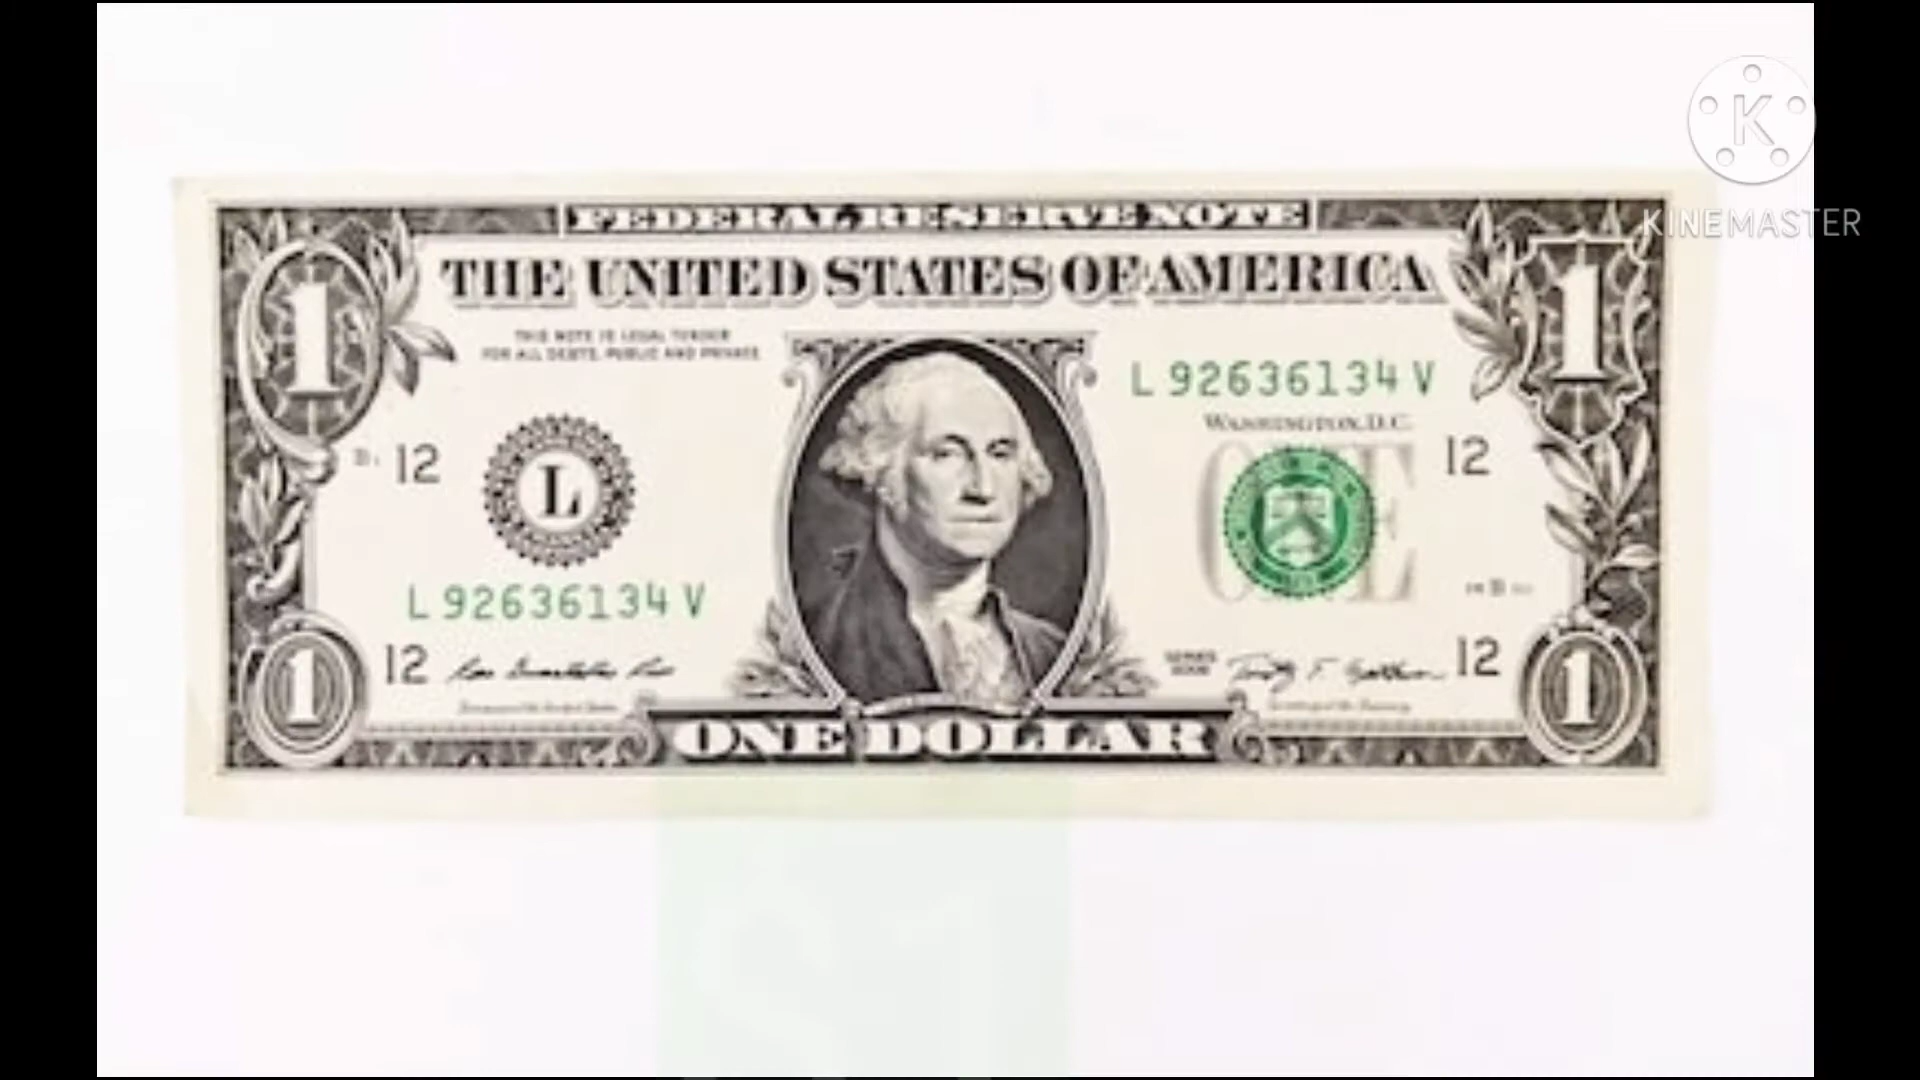 K
KINEMASTER
FEDERAL RESERVE NOTE
THE UNITED STATES OF AMERICA
1
1
THIS NOTE IS LEGAL TENDER
FOR ALL DEBTS, PUBLIC AND PRIVATE
L 92636134 V
WASHINGTON, D.C.
12
L
ONE
12
L 92636134 V
12
SERIES
12
1
ONE DOLLAR
1